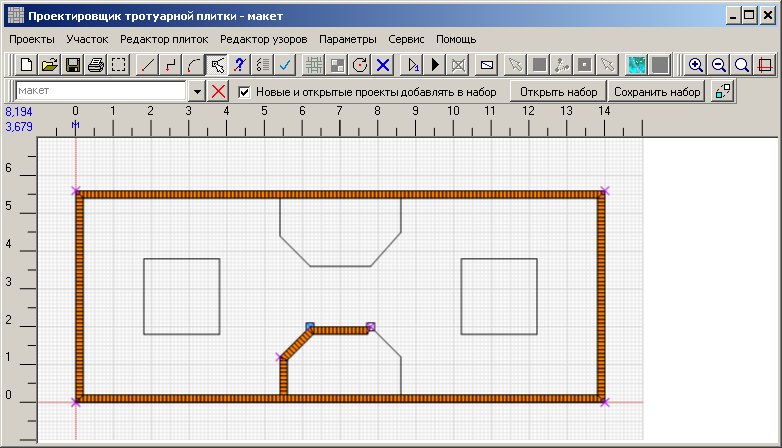 Проектировщик тротуарной плитки - макет
Проекты Участок Редактор плиток Редактор узоров Параметры Сервис Помощь
макет Новые и открытые проекты добавлять в набор Открыть набор Сохранить набор
8,194 0 1 2 3 4 5 6 7 8 9 10 11 12 13 14
3,679 м
6
5
4
3
2
1
0